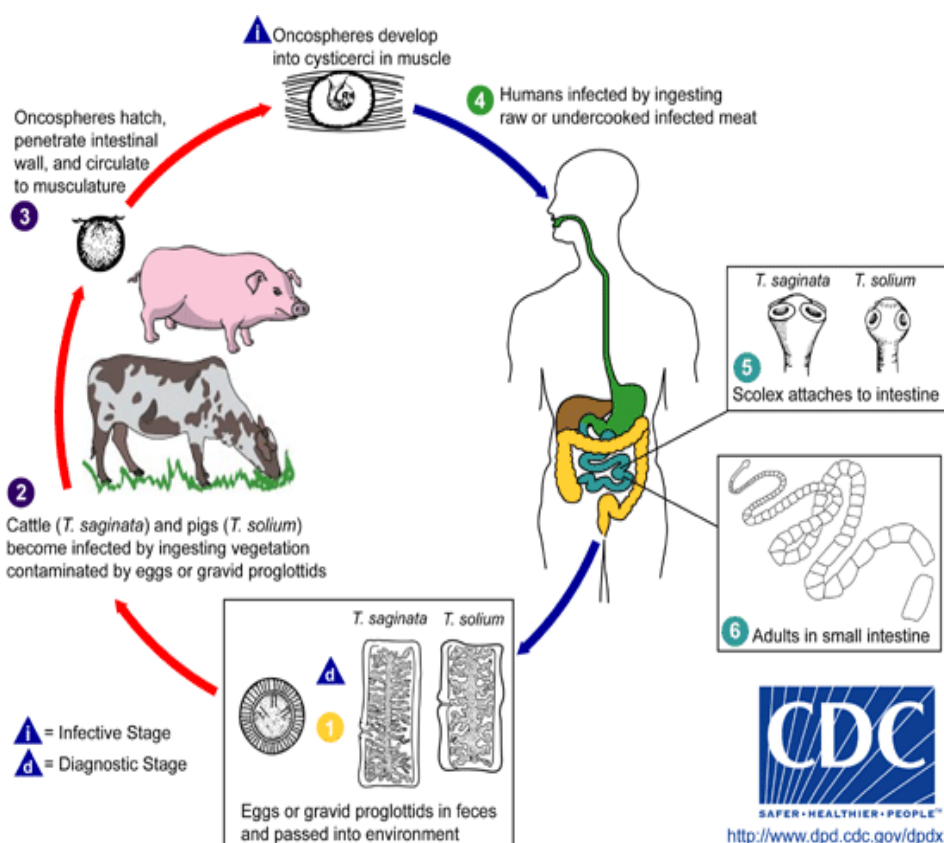 i
Oncospheres develop
into cysticerci in muscle
4
Humans infected by ingesting
raw or undercooked infected meat
Oncospheres hatch,
penetrate intestinal
wall, and circulate
to musculature
3
T. saginata T. solium
5
Scolex attaches to intestine
2
Cattle (T. saginata) and pigs (T. solium)
become infected by ingesting vegetation
contaminated by eggs or gravid proglottids
6 Adults in small intestine
T. saginata T. solium
d
1
Eggs or gravid proglottids in feces
and passed into environment
i = Infective Stage
d = Diagnostic Stage
CDC
SAFER•HEALTHIER•PEOPLE™
http://www.dpd.cdc.gov/dpdx